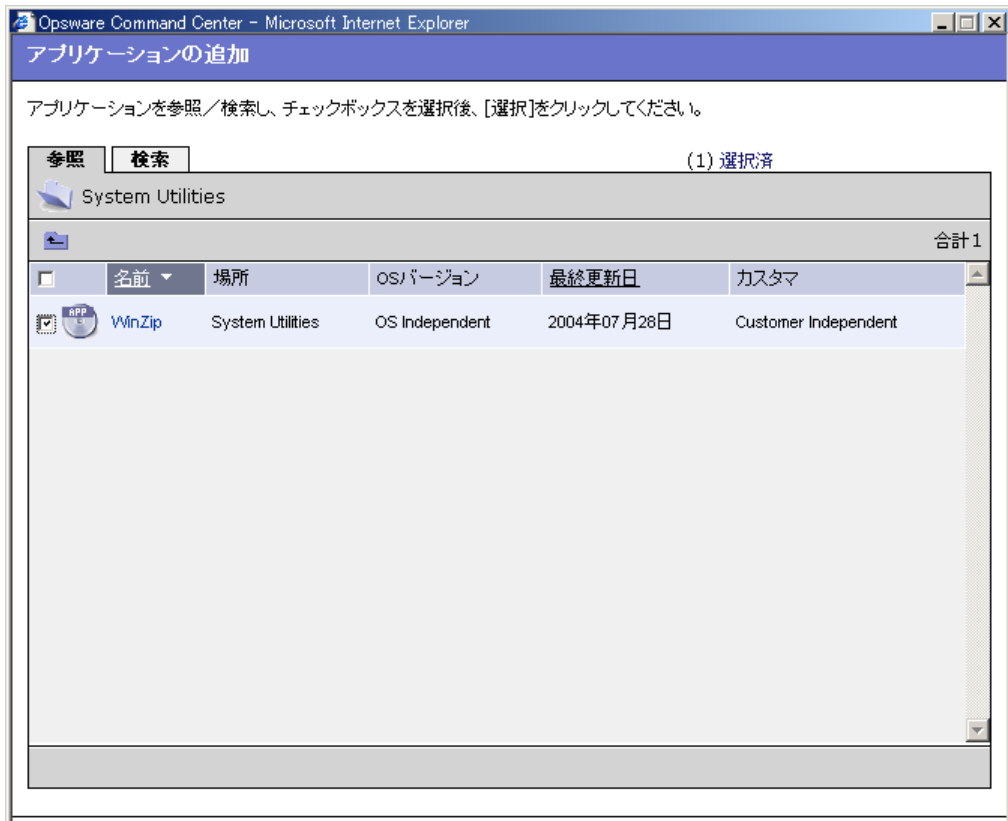 Opsware Command Center - Microsoft Internet Explorer
アプリケーションの追加
アプリケーションを参照／検索し、チェックボックスを選択後、[選択]をクリックしてください。
参照 検索 (1) 選択済
System Utilities
合計1
名前 場所 OSバージョン 最終更新日 カスタマ
APP WinZip System Utilities OS Independent 2004年07月28日 Customer Independent